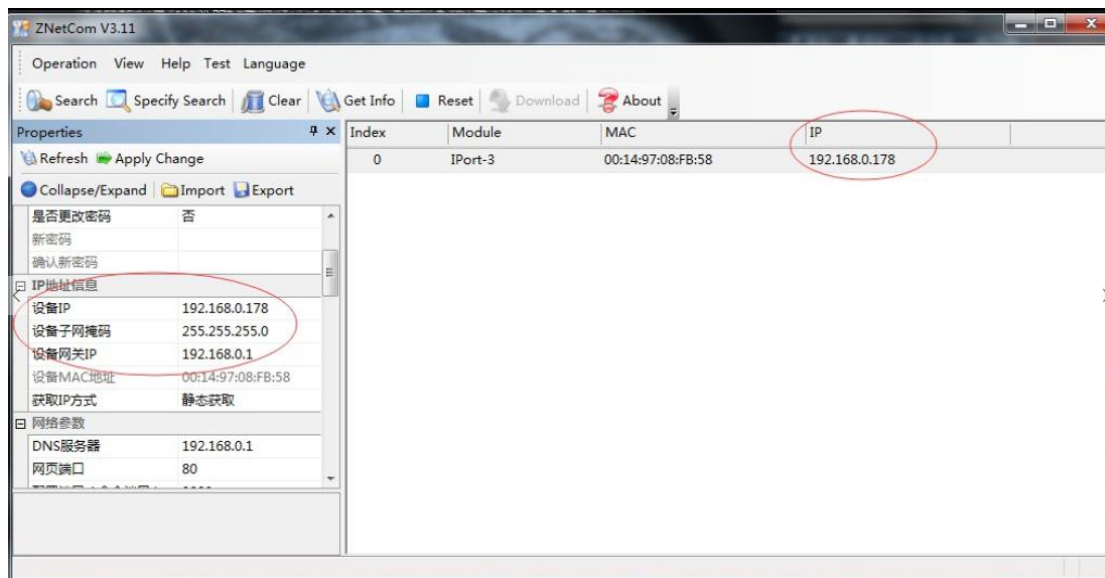 ZNetCom V3.11
Operation View Help Test Language
Search Specify Search Clear Get Info Reset Download About
Properties
Refresh Apply Change
Collapse/Expand Import Export
是否更改密码 否
新密码
确认新密码
IP地址信息
设备IP 192.168.0.178
设备子网掩码 255.255.255.0
设备网关IP 192.168.0.1
设备MAC地址 00:14:97:08:FB:58
获取IP方式 静态获取
网络参数
DNS服务器 192.168.0.1
网页端口 80
Index Module MAC IP
0 IPort-3 00:14:97:08:FB:58 192.168.0.178